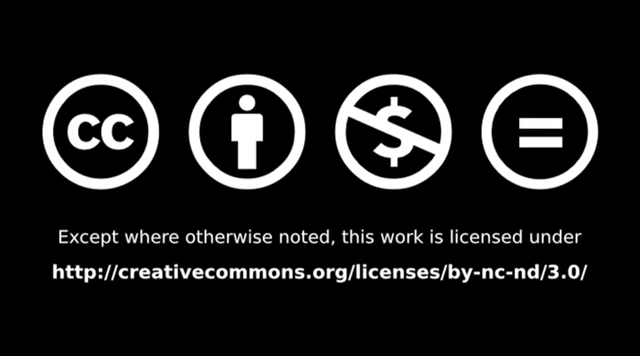 cc
$
=
Except where otherwise noted, this work is licensed under
http://creativecommons.org/licenses/by-nc-nd/3.0/